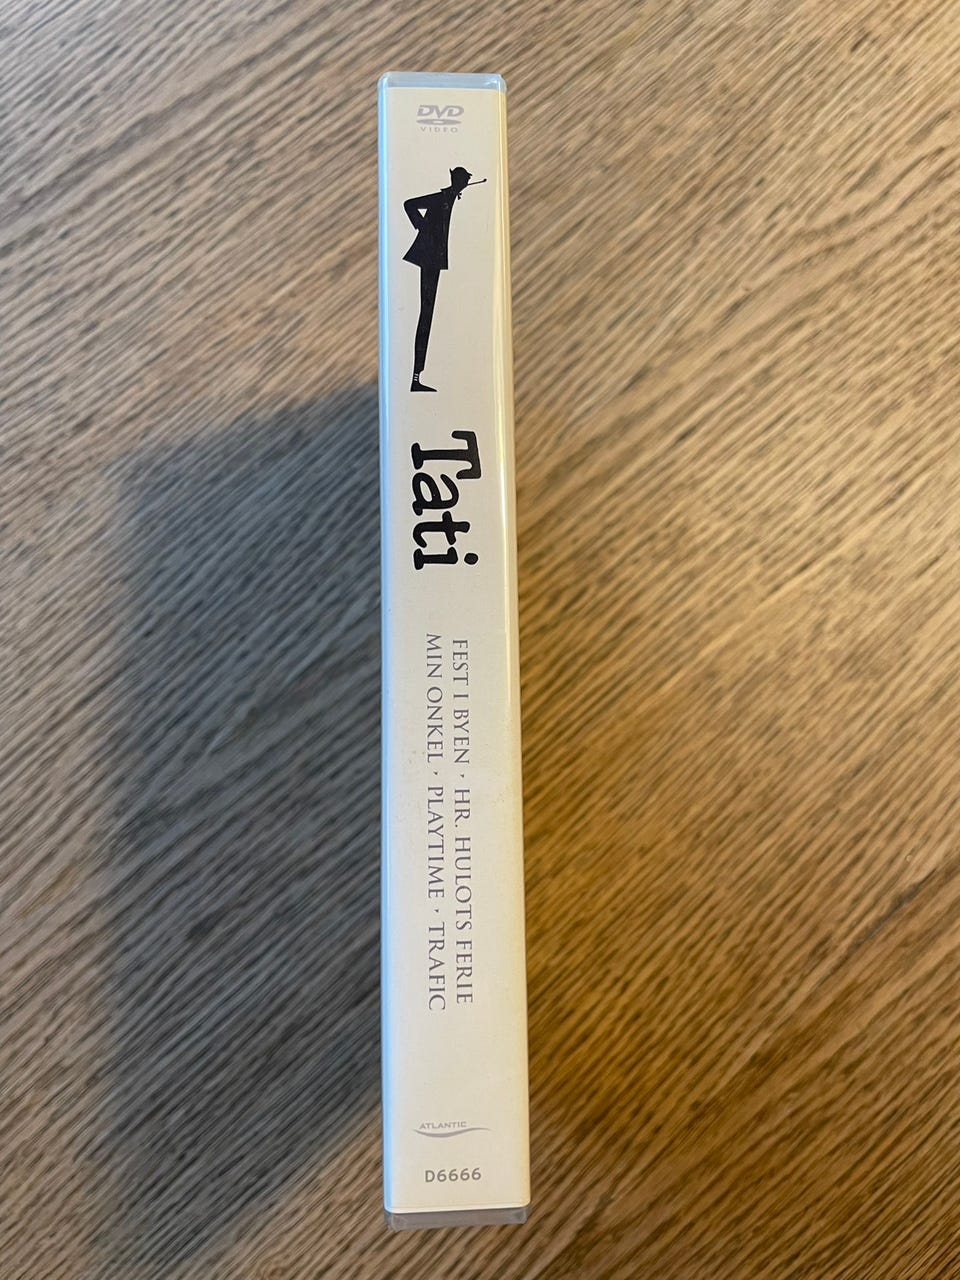 DVD
VIDEO
Tati
FEST I BYEN • HR. HULOTS FERIE
MIN ONKEL • PLAYTIME • TRAFIC
ATLANTIC
D6666